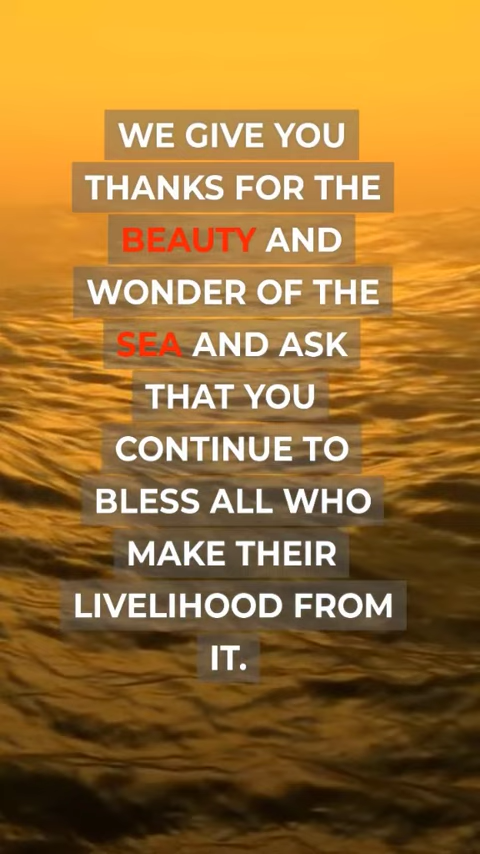 WE GIVE YOU
THANKS FOR THE
BEAUTY AND
WONDER OF THE
SEA AND ASK
THAT YOU
CONTINUE TO
BLESS ALL WHO
MAKE THEIR
LIVELIHOOD FROM
IT.